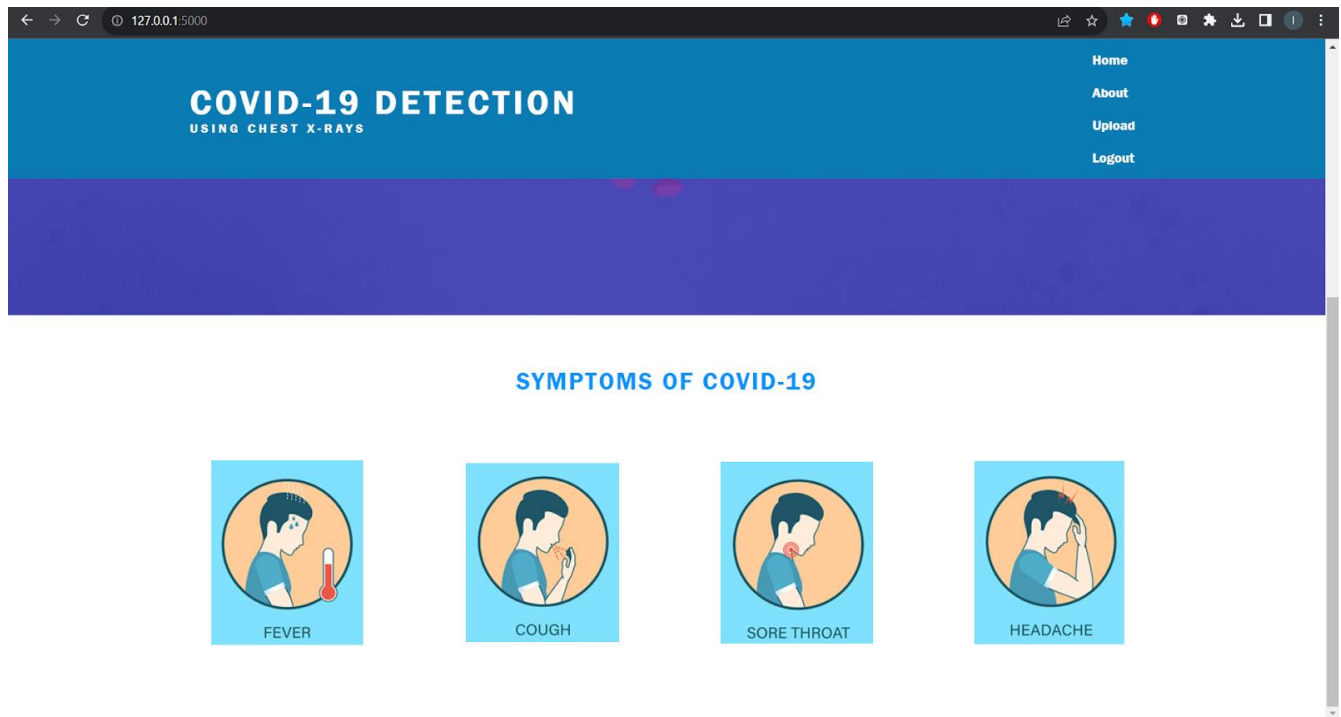 127.0.0.1:5000
I
COVID-19 DETECTION
USING CHEST X-RAYS
Home
About
Upload
Logout
SYMPTOMS OF COVID-19
FEVER
COUGH
SORE THROAT
HEADACHE